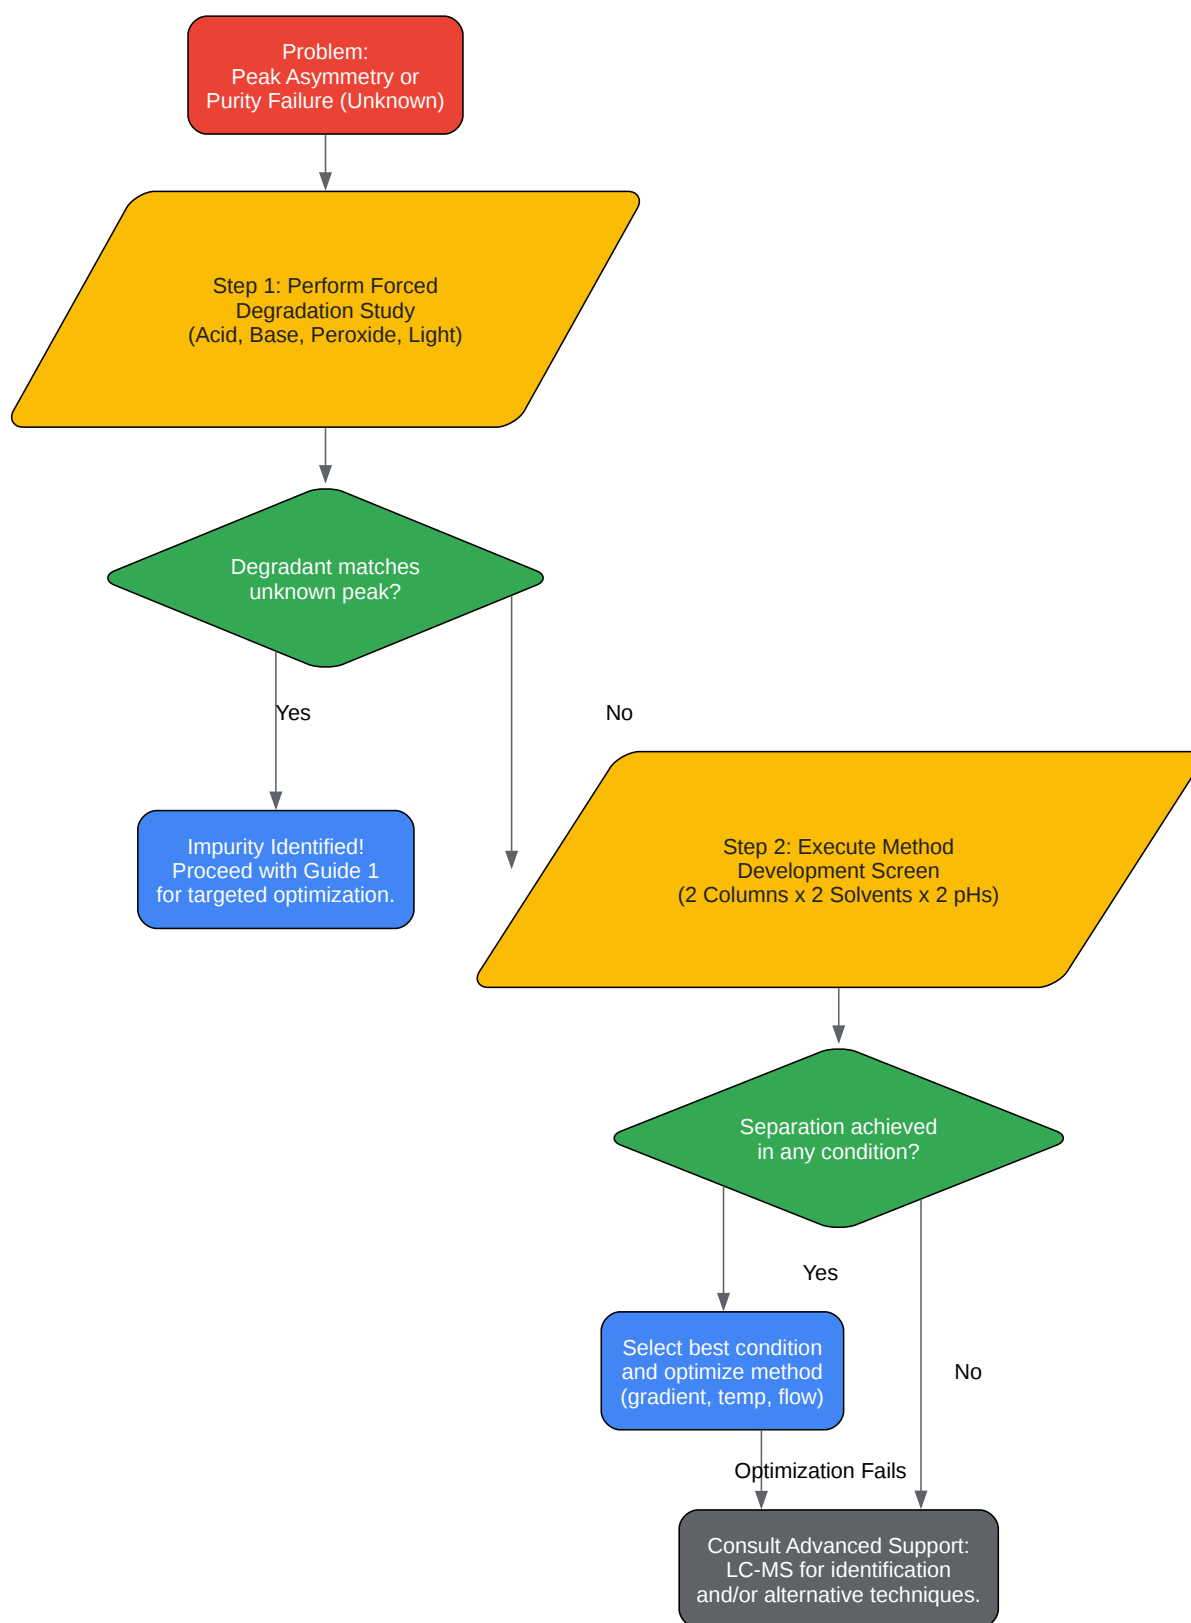 Problem:
Peak Asymmetry or
Purity Failure (Unknown)
Step 1: Perform Forced
Degradation Study
(Acid, Base, Peroxide, Light)
Degradant matches
unknown peak?
Yes
No
Impurity Identified!
Proceed with Guide 1
for targeted optimization.
Step 2: Execute Method
Development Screen
(2 Columns x 2 Solvents x 2 pHs)
Separation achieved
in any condition?
Yes
No
Select best condition
and optimize method
(gradient, temp, flow)
Optimization Fails
Consult Advanced Support:
LC-MS for identification
and/or alternative techniques.